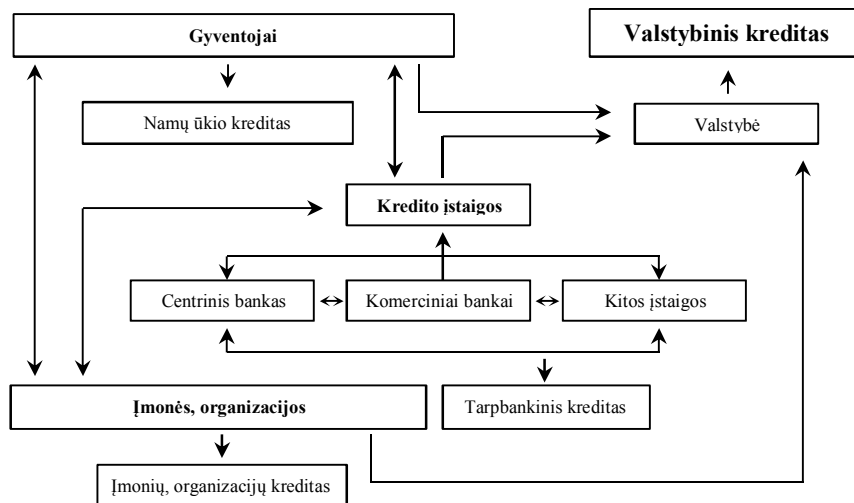 Gyventojai
Valstybinis kreditas
Namų ūkio kreditas
Valstybė
Kredito įstaigos
Centrinis bankas
Komerciniai bankai
Kitos įstaigos
Įmonės, organizacijos
Tarpbankinis kreditas
Įmonių, organizacijų kreditas